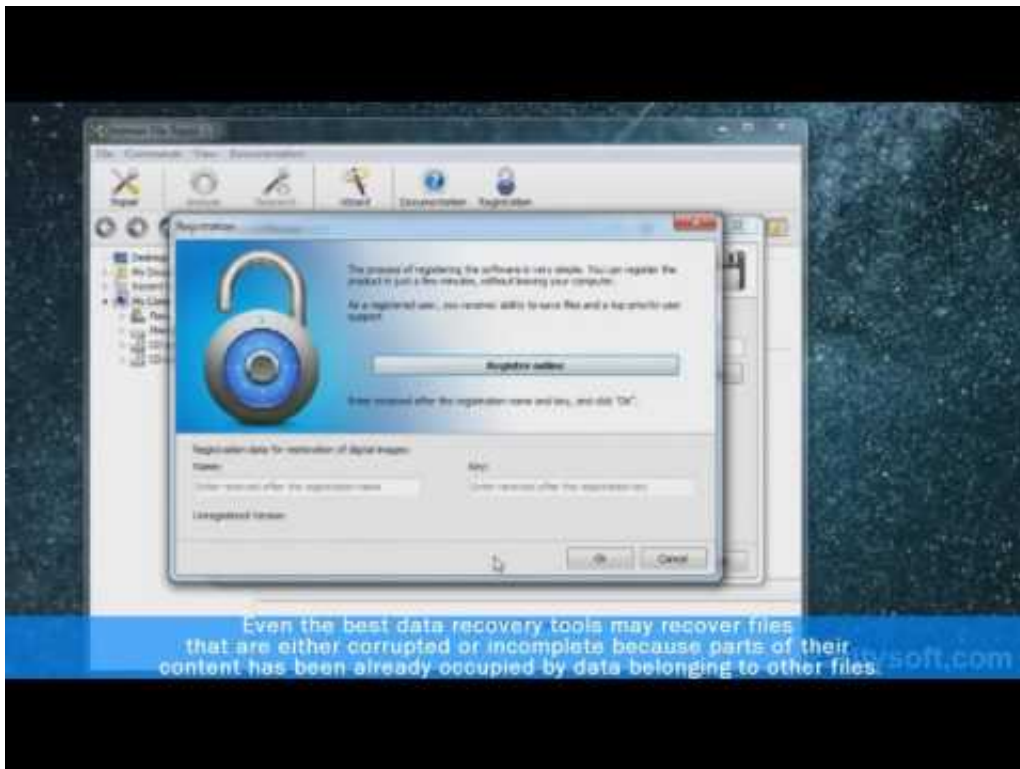 File Commands View Documentation
Repair Analyze Research Wizard Documentation Registration
Registration
Desktop
The process of registering the software is very simple. You can register the
product in just a few minutes, without leaving your computer.
As a registered user, you receive ability to save files and a top priority user
support
Register online
Enter received after the registration name and key, and click "Ok".
Registration data for restoration of digital images:
Name:
Key:
Enter received after the registration name
Enter received after the registration key
Unregistered Version
Ok
Cancel
Even the best data recovery tools may recover files
that are either corrupted or incomplete because parts of their
content has been already occupied by data belonging to other files
soft.com